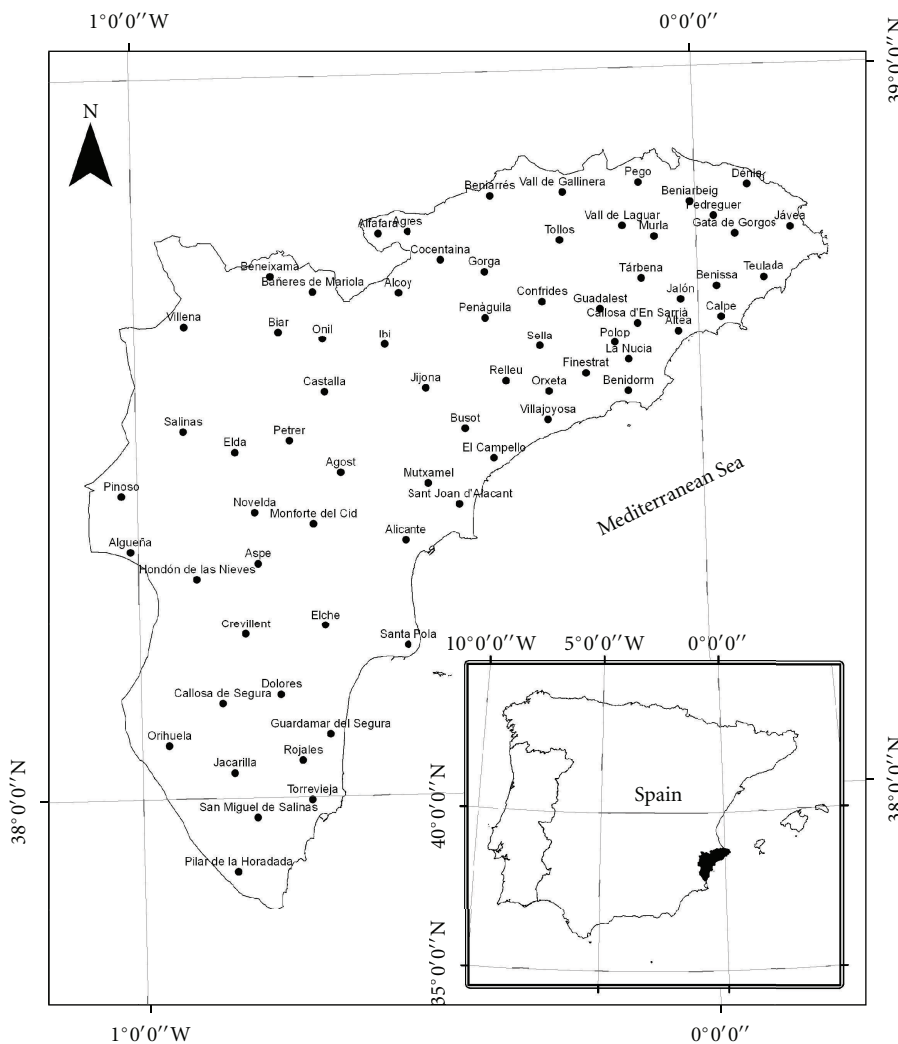 1°0′0′′W
0°0′0′′
39°0′0′′N
N
Pego
Dénia
Vall de Gallinera
Beniarrés
Beniarbeig
Pedreguer
Jávea
Vall de Laguar
Gata de Gorgos
Alfafara
Agres
Tollos
Murla
Cocentaina
Gorga
Beneixama
Bañeres de Mariola
Alcoy
Tárbena
Teulada
Benissa
Jalón
Confrides
Guadalest
Penàguila
Callosa d'En Sarrià
Calpe
Altea
Villena
Biar
Onil
Ibi
Sella
Polop
La Nucia
Finestrat
Relleu
Orxeta
Benidorm
Castalla
Jijona
Villajoyosa
Busot
Salinas
Petrer
Elda
El Campello
Agost
Mutxamel
Mediterranean Sea
Pinoso
Sant Joan d'Alacant
Novelda
Monforte del Cid
Alicante
Algueña
Aspe
Hondón de las Nieves
Crevillent
Elche
Santa Pola
10°0′0′′W
5°0′0′′W
0°0′0′′
Dolores
Callosa de Segura
Guardamar del Segura
Orihuela
Rojales
Jacarilla
Torrevieja
San Miguel de Salinas
Pilar de la Horadada
38°0′0′′N
38°0′0′′N
40°0′0′′N
Spain
35°0′0′′N
1°0′0′′W
0°0′0′′